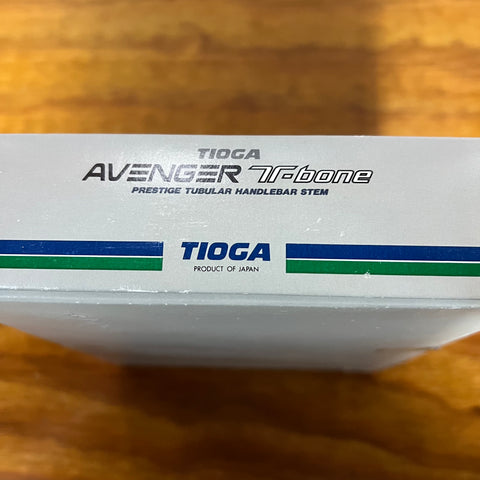 TIOGA
AVENGER T-bone
PRESTIGE TUBULAR HANDLEBAR STEM
TIOGA
PRODUCT OF JAPAN